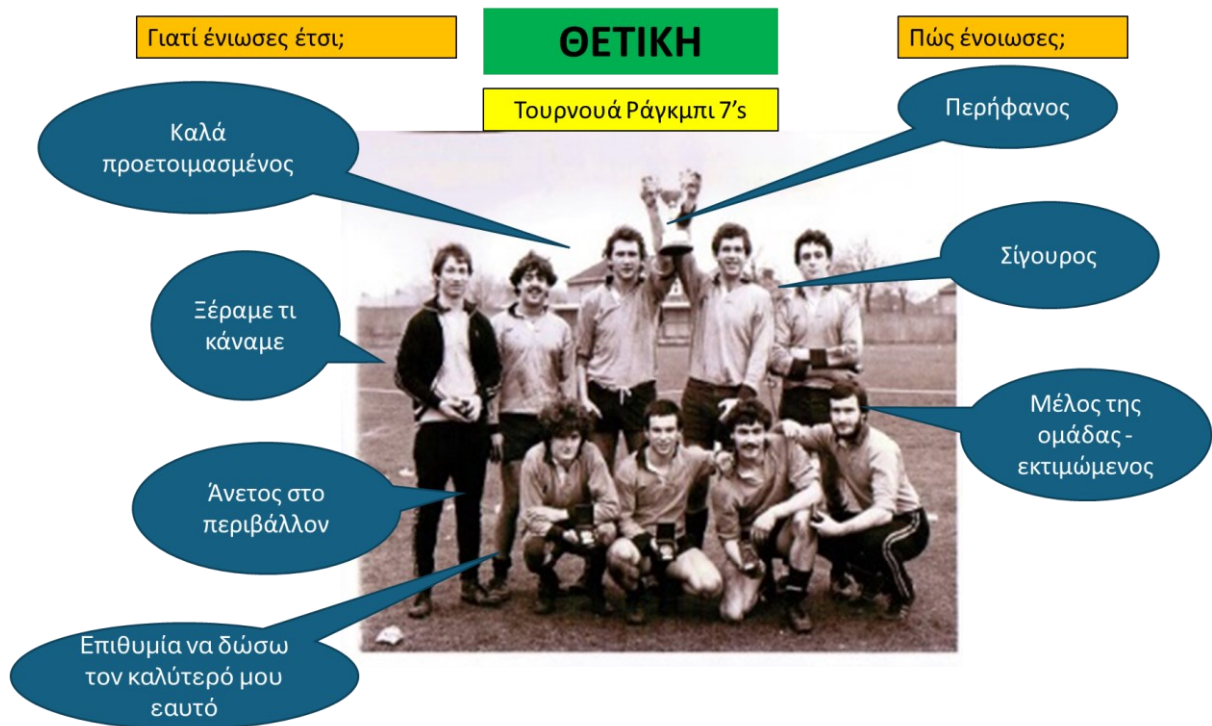 Γιατί ένιωσες έτσι;
ΘΕΤΙΚΗ
Πώς ένοιωσες;
Τουρνουά Ράγκμπι 7’s
Καλά
προετοιμασμένος
Περήφανος
Ξέραμε τι
κάναμε
Σίγουρος
Άνετος στο
περιβάλλον
Μέλος της
ομάδας -
εκτιμώμενος
Επιθυμία να δώσω
τον καλύτερό μου
εαυτό